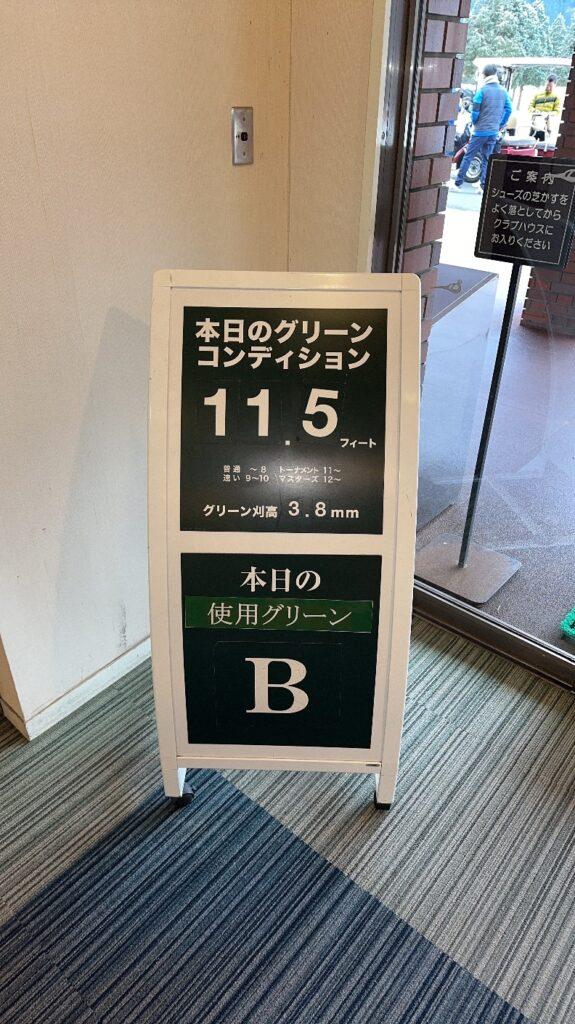 本日のグリーン
コンディション
11.5フィート
普通 ~8 トーナメント 11~
速い 9~10 マスターズ 12~
グリーン刈高 3.8mm
本日の
使用グリーン
B
ご案内
シューズの芝かすを
よく落としてから
クラブハウスに
お入りください